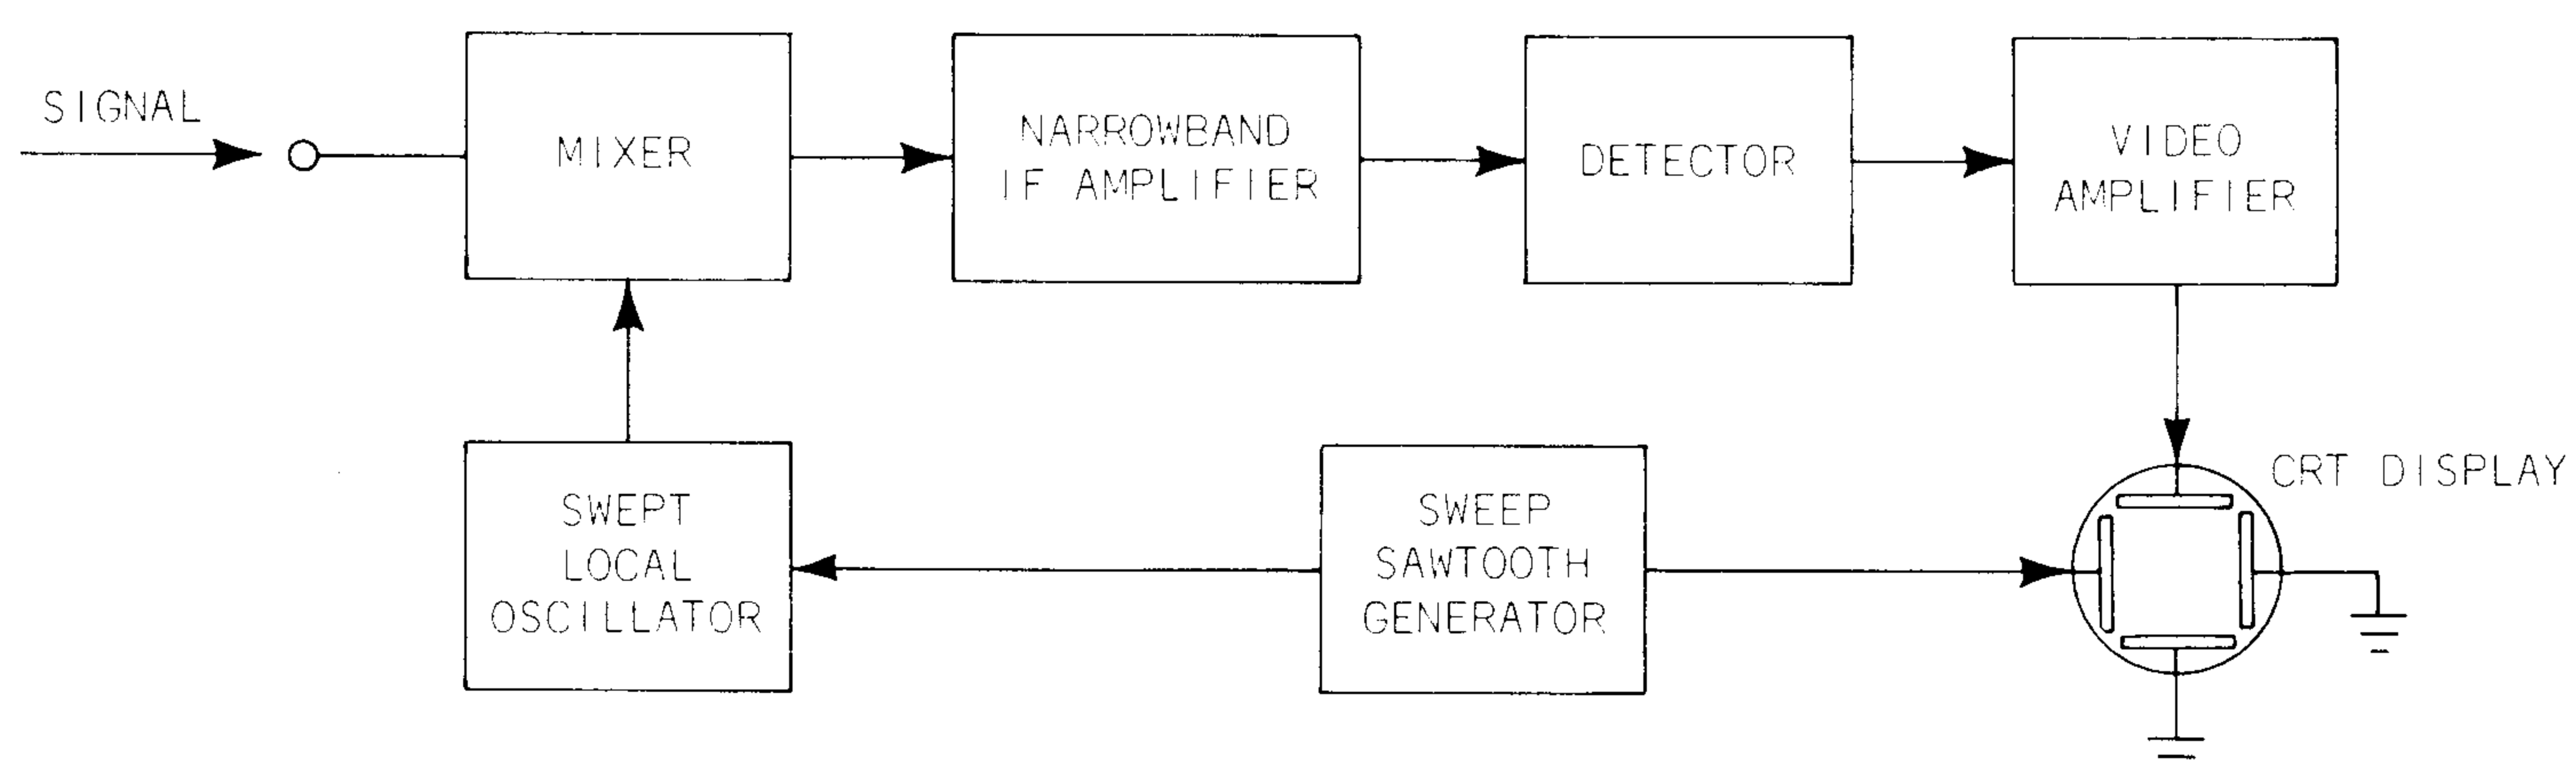 SIGNAL
MIXER
NARROWBAND
IF AMPLIFIER
DETECTOR
VIDEO
AMPLIFIER
CRT DISPLAY
SWEPT
LOCAL
OSCILLATOR
SWEEP
SAWTOOTH
GENERATOR